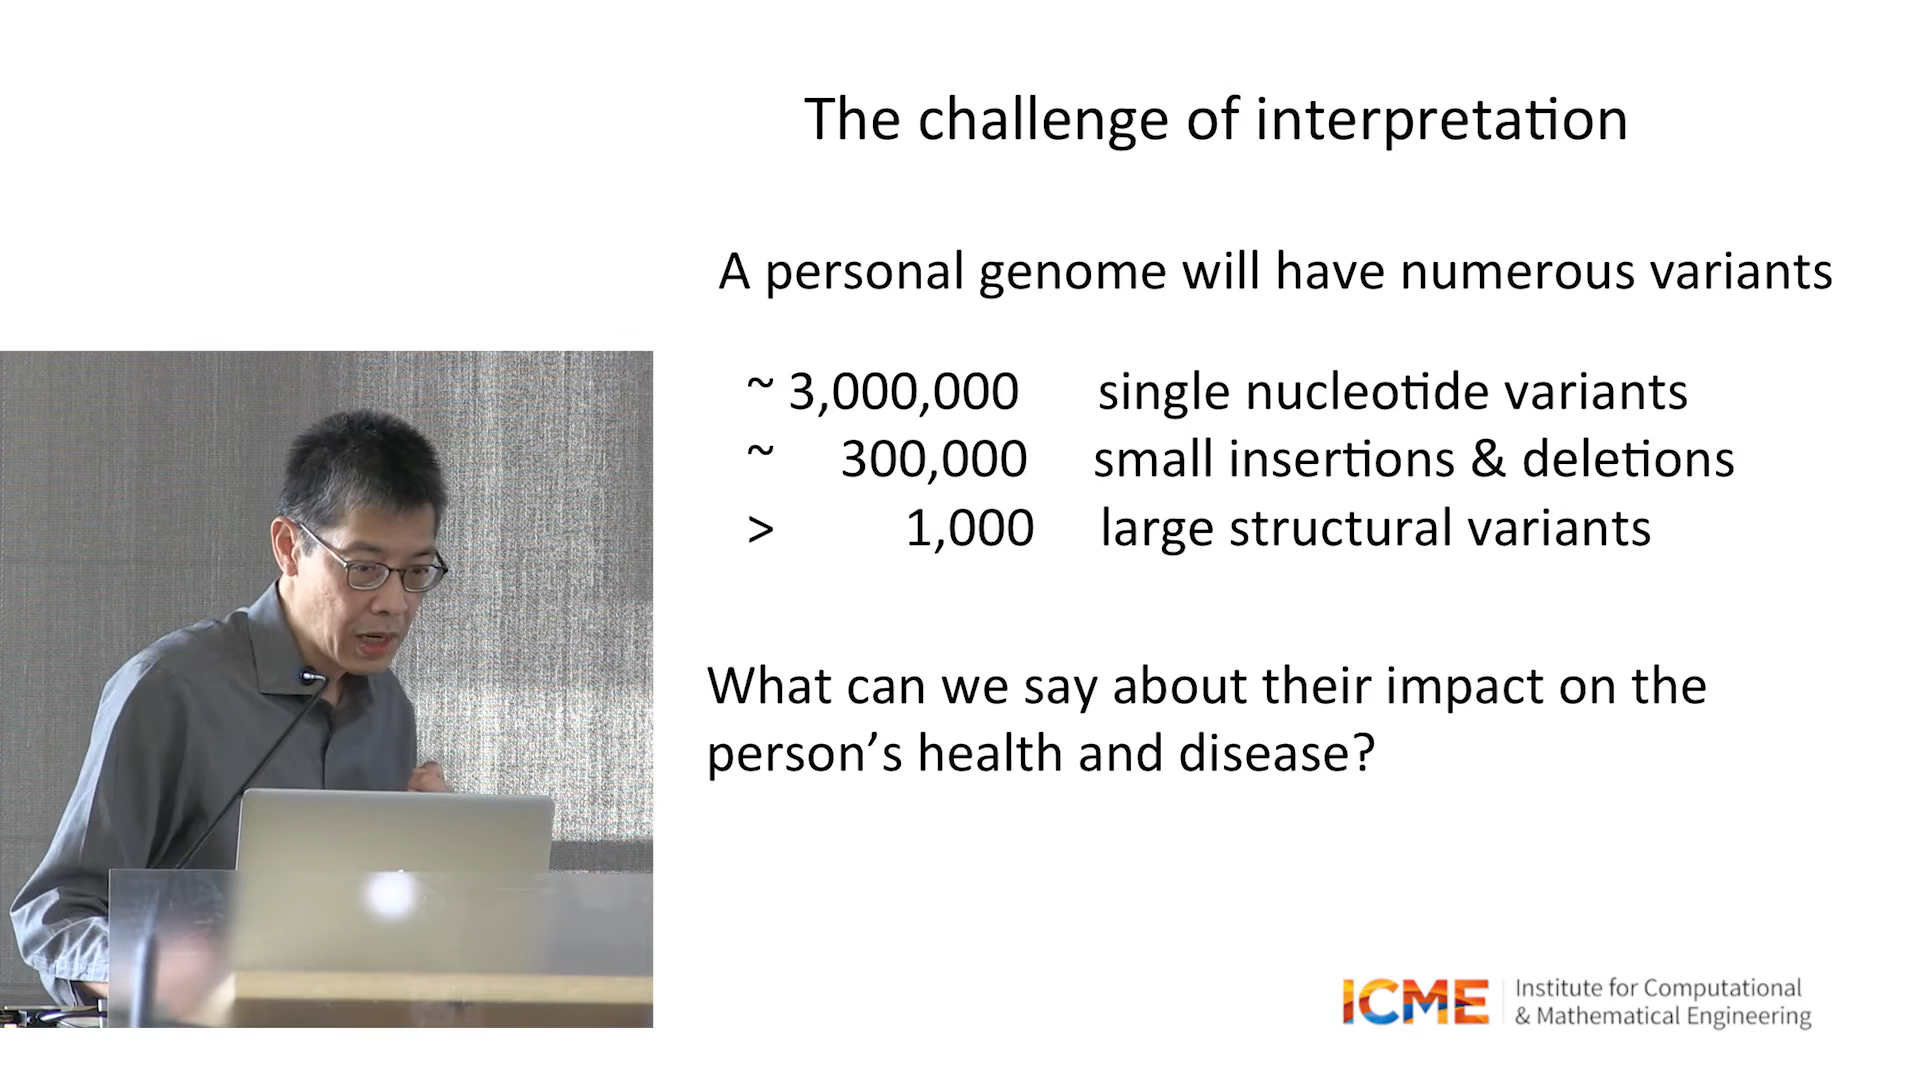 The challenge of interpretation
A personal genome will have numerous variants
~ 3,000,000 single nucleotide variants
~ 300,000 small insertions & deletions
> 1,000 large structural variants
What can we say about their impact on the
person’s health and disease?
ICME Institute for Computational
& Mathematical Engineering